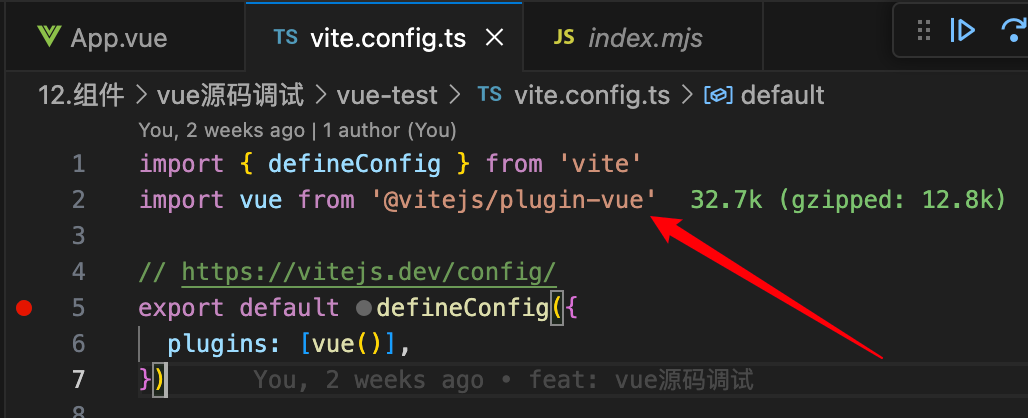 App.vue
TS vite.config.ts
JS index.mjs
12.组件 > vue源码调试 > vue-test > TS vite.config.ts > default
You, 2 weeks ago | 1 author (You)
1 import { defineConfig } from 'vite'
2 import vue from '@vitejs/plugin-vue' 32.7k (gzipped: 12.8k)
3
4 // https://vitejs.dev/config/
5 export default defineConfig({
6 plugins: [vue()],
7 }) You, 2 weeks ago • feat: vue源码调试
8